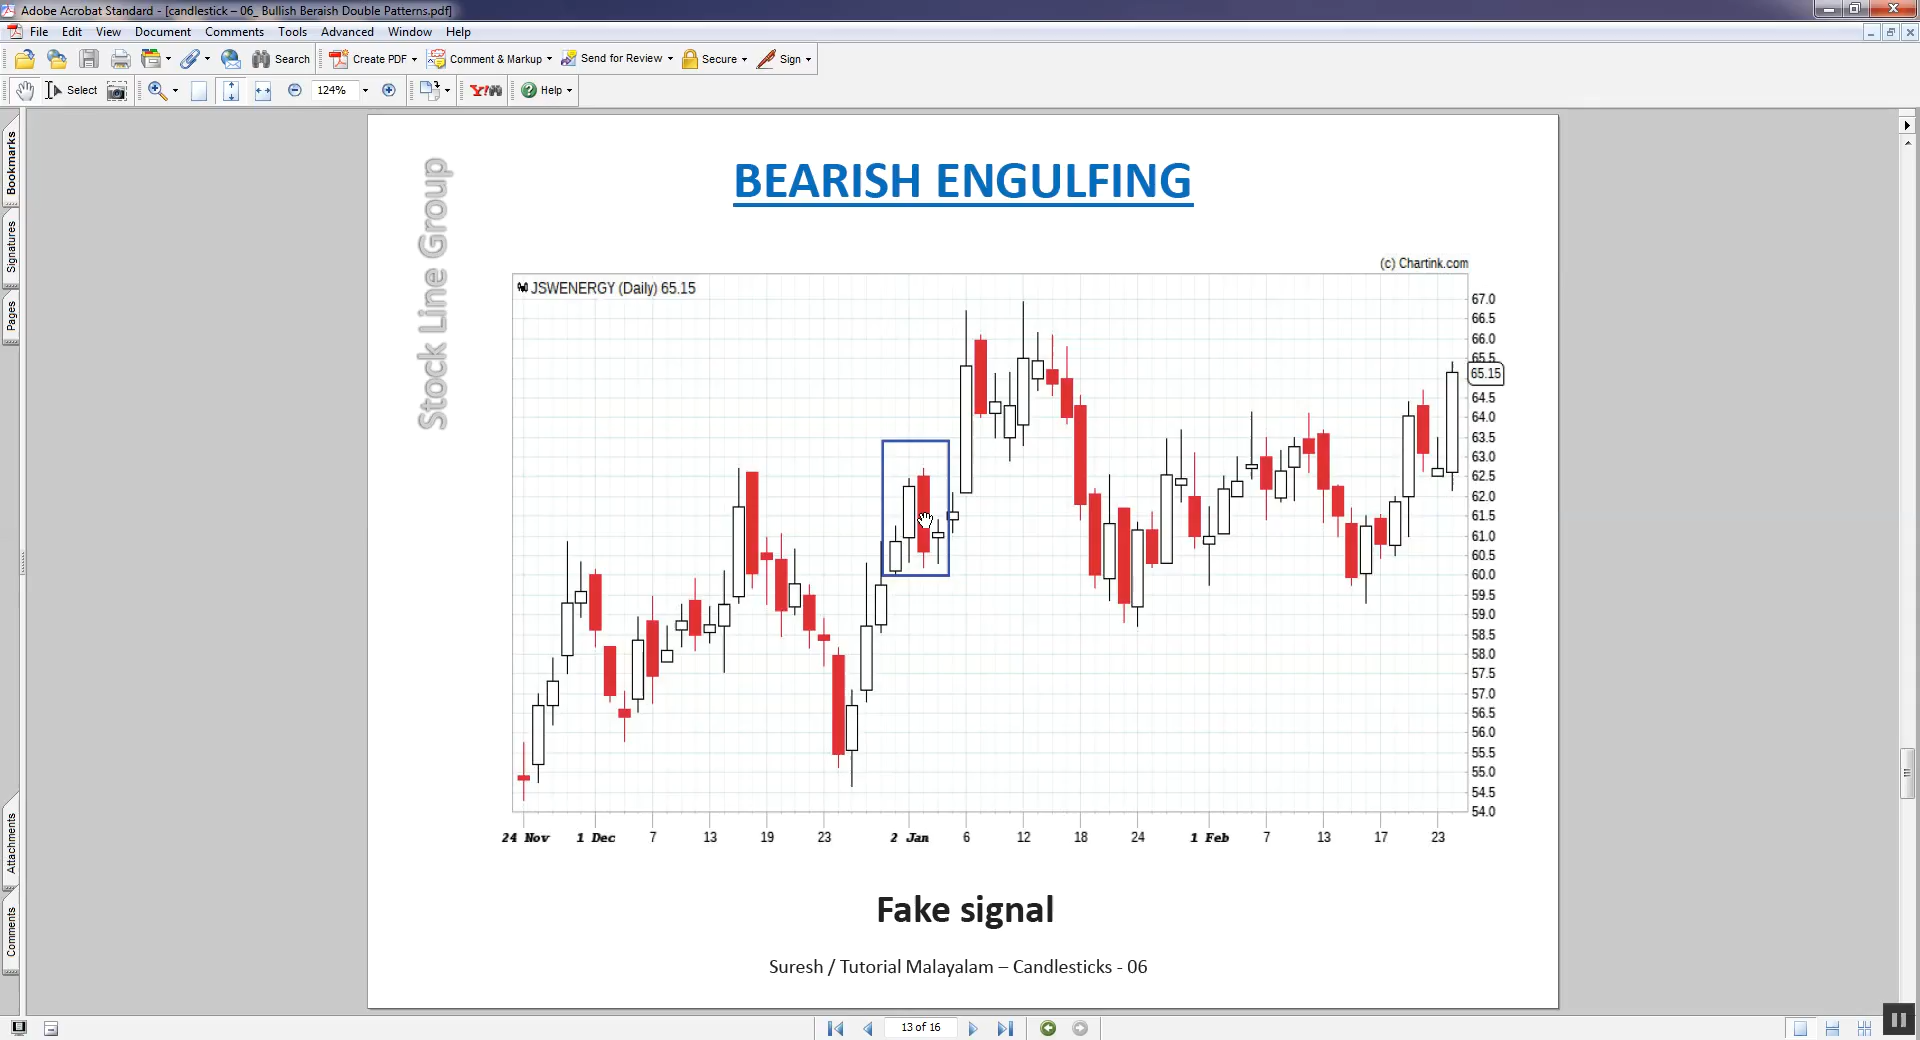 Adobe Acrobat Standard - [candlestick – 06_ Bullish Beraish Double Patterns.pdf]
File Edit View Document Comments Tools Advanced Window Help
Search Create PDF Comment & Markup Send for Review Secure Sign
Select 124% Y! Help
Bookmarks
Signatures
Pages
Attachments
Comments
Stock Line Group
BEARISH ENGULFING
(c) Chartink.com
JSWENERGY (Daily) 65.15
67.0
66.5
66.0
65.5
65.15
64.5
64.0
63.5
63.0
62.5
62.0
61.5
61.0
60.5
60.0
59.5
59.0
58.5
58.0
57.5
57.0
56.5
56.0
55.5
55.0
54.5
54.0
24 Nov 1 Dec 7 13 19 23 2 Jan 6 12 18 24 1 Feb 7 13 17 23
Fake signal
Suresh / Tutorial Malayalam – Candlesticks - 06
13 of 16